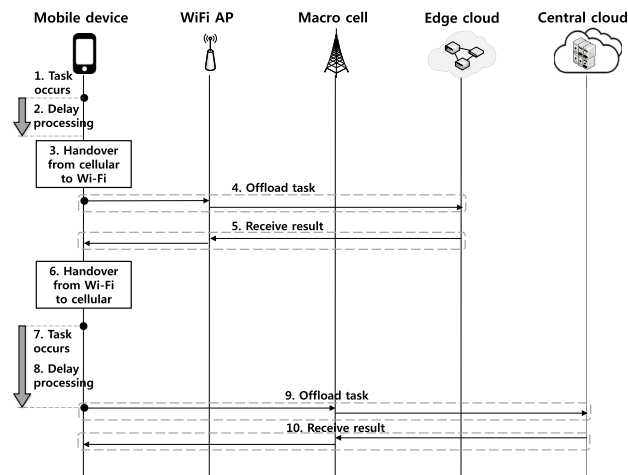 Mobile device WiFi AP Macro cell Edge cloud Central cloud
1. Task
occurs
2. Delay
processing
3. Handover
from cellular
to Wi-Fi
4. Offload task
5. Receive result
6. Handover
from Wi-Fi
to cellular
7. Task
occurs
8. Delay
processing
9. Offload task
10. Receive result